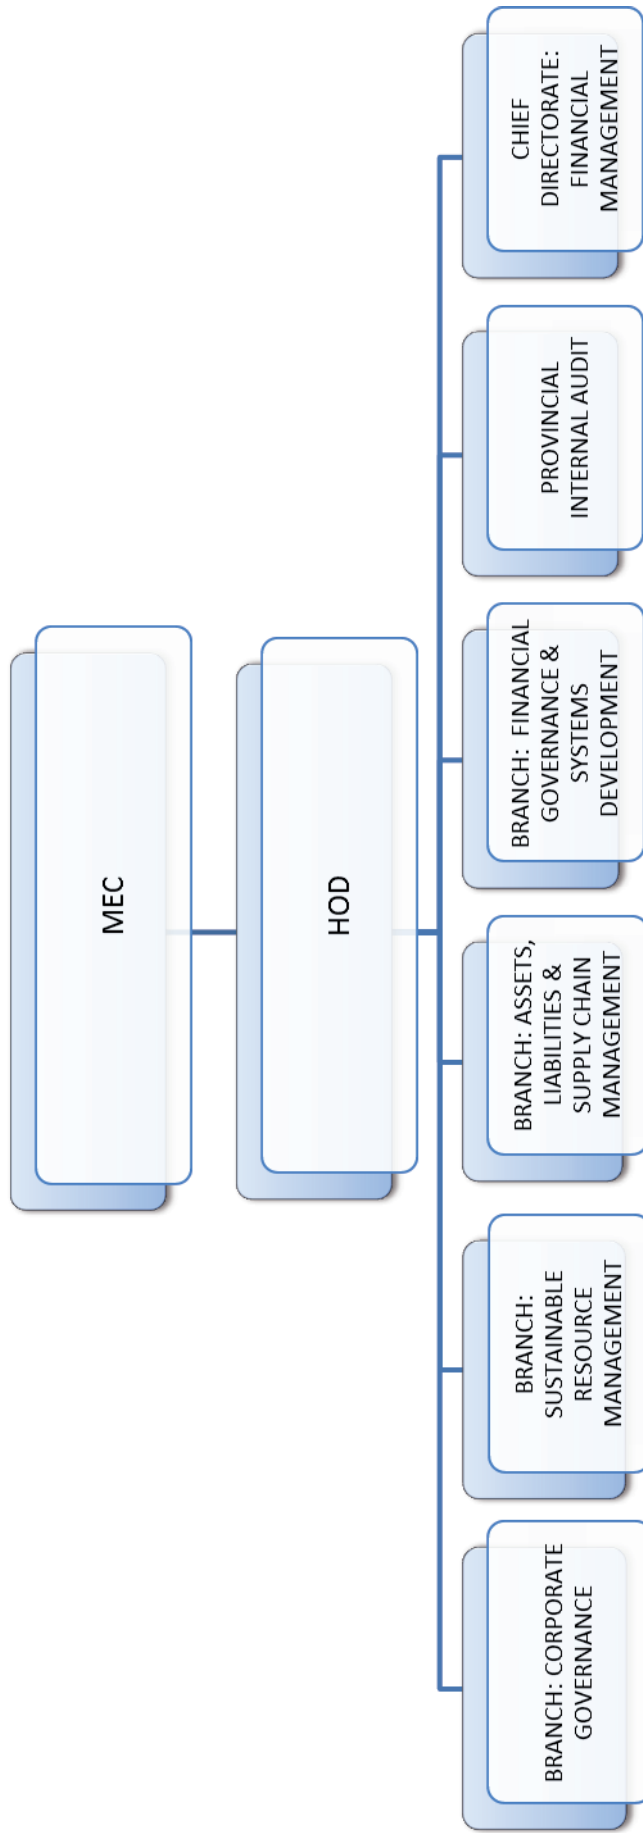 MEC
HOD
BRANCH: CORPORATE
GOVERNANCE
BRANCH:
SUSTAINABLE
RESOURCE
MANAGEMENT
BRANCH: ASSETS,
LIABILITIES &
SUPPLY CHAIN
MANAGEMENT
BRANCH: FINANCIAL
GOVERNANCE &
SYSTEMS
DEVELOPMENT
PROVINCIAL
INTERNAL AUDIT
CHIEF
DIRECTORATE:
FINANCIAL
MANAGEMENT